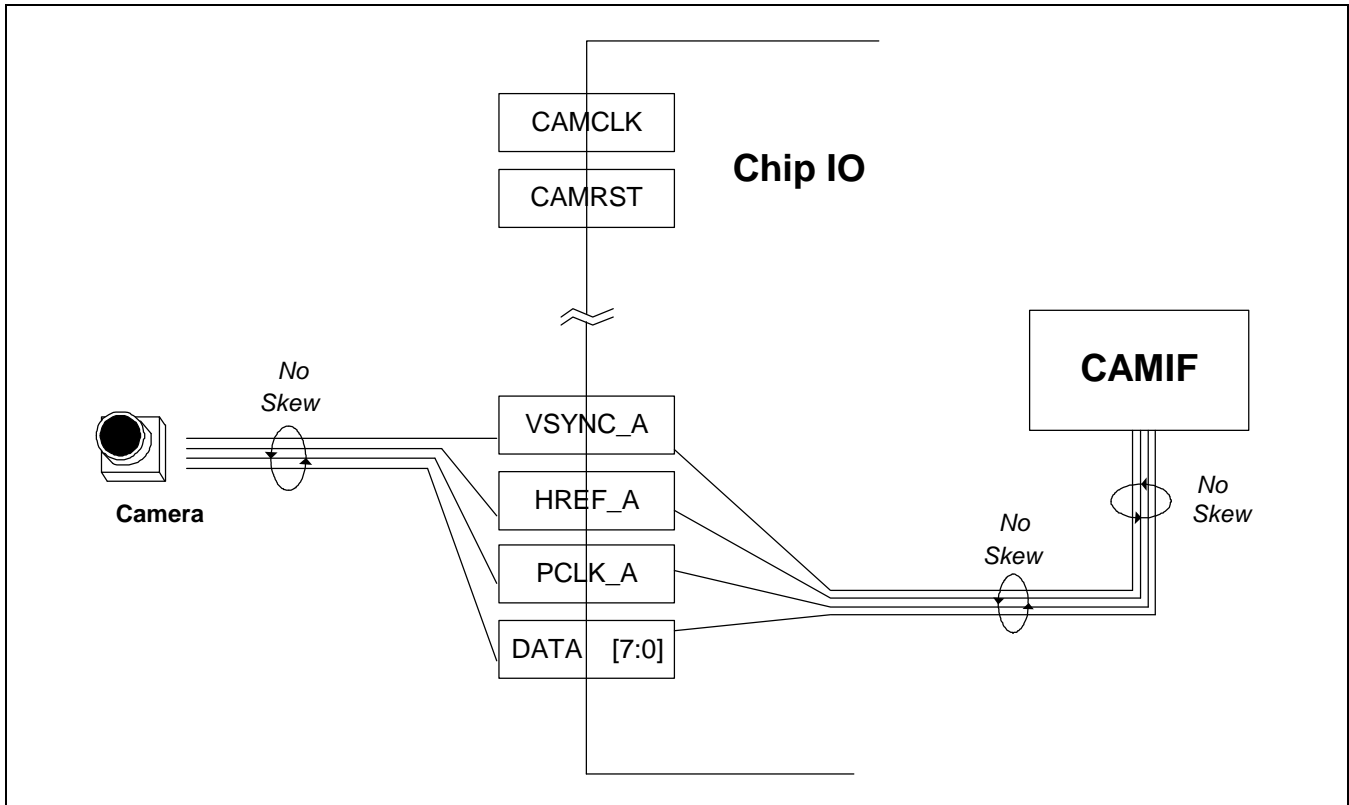 CAMCLK
Chip IO
CAMRST
CAMIF
No
Skew
VSYNC_A
Camera
HREF_A
No
Skew
No
Skew
PCLK_A
DATA [7:0]